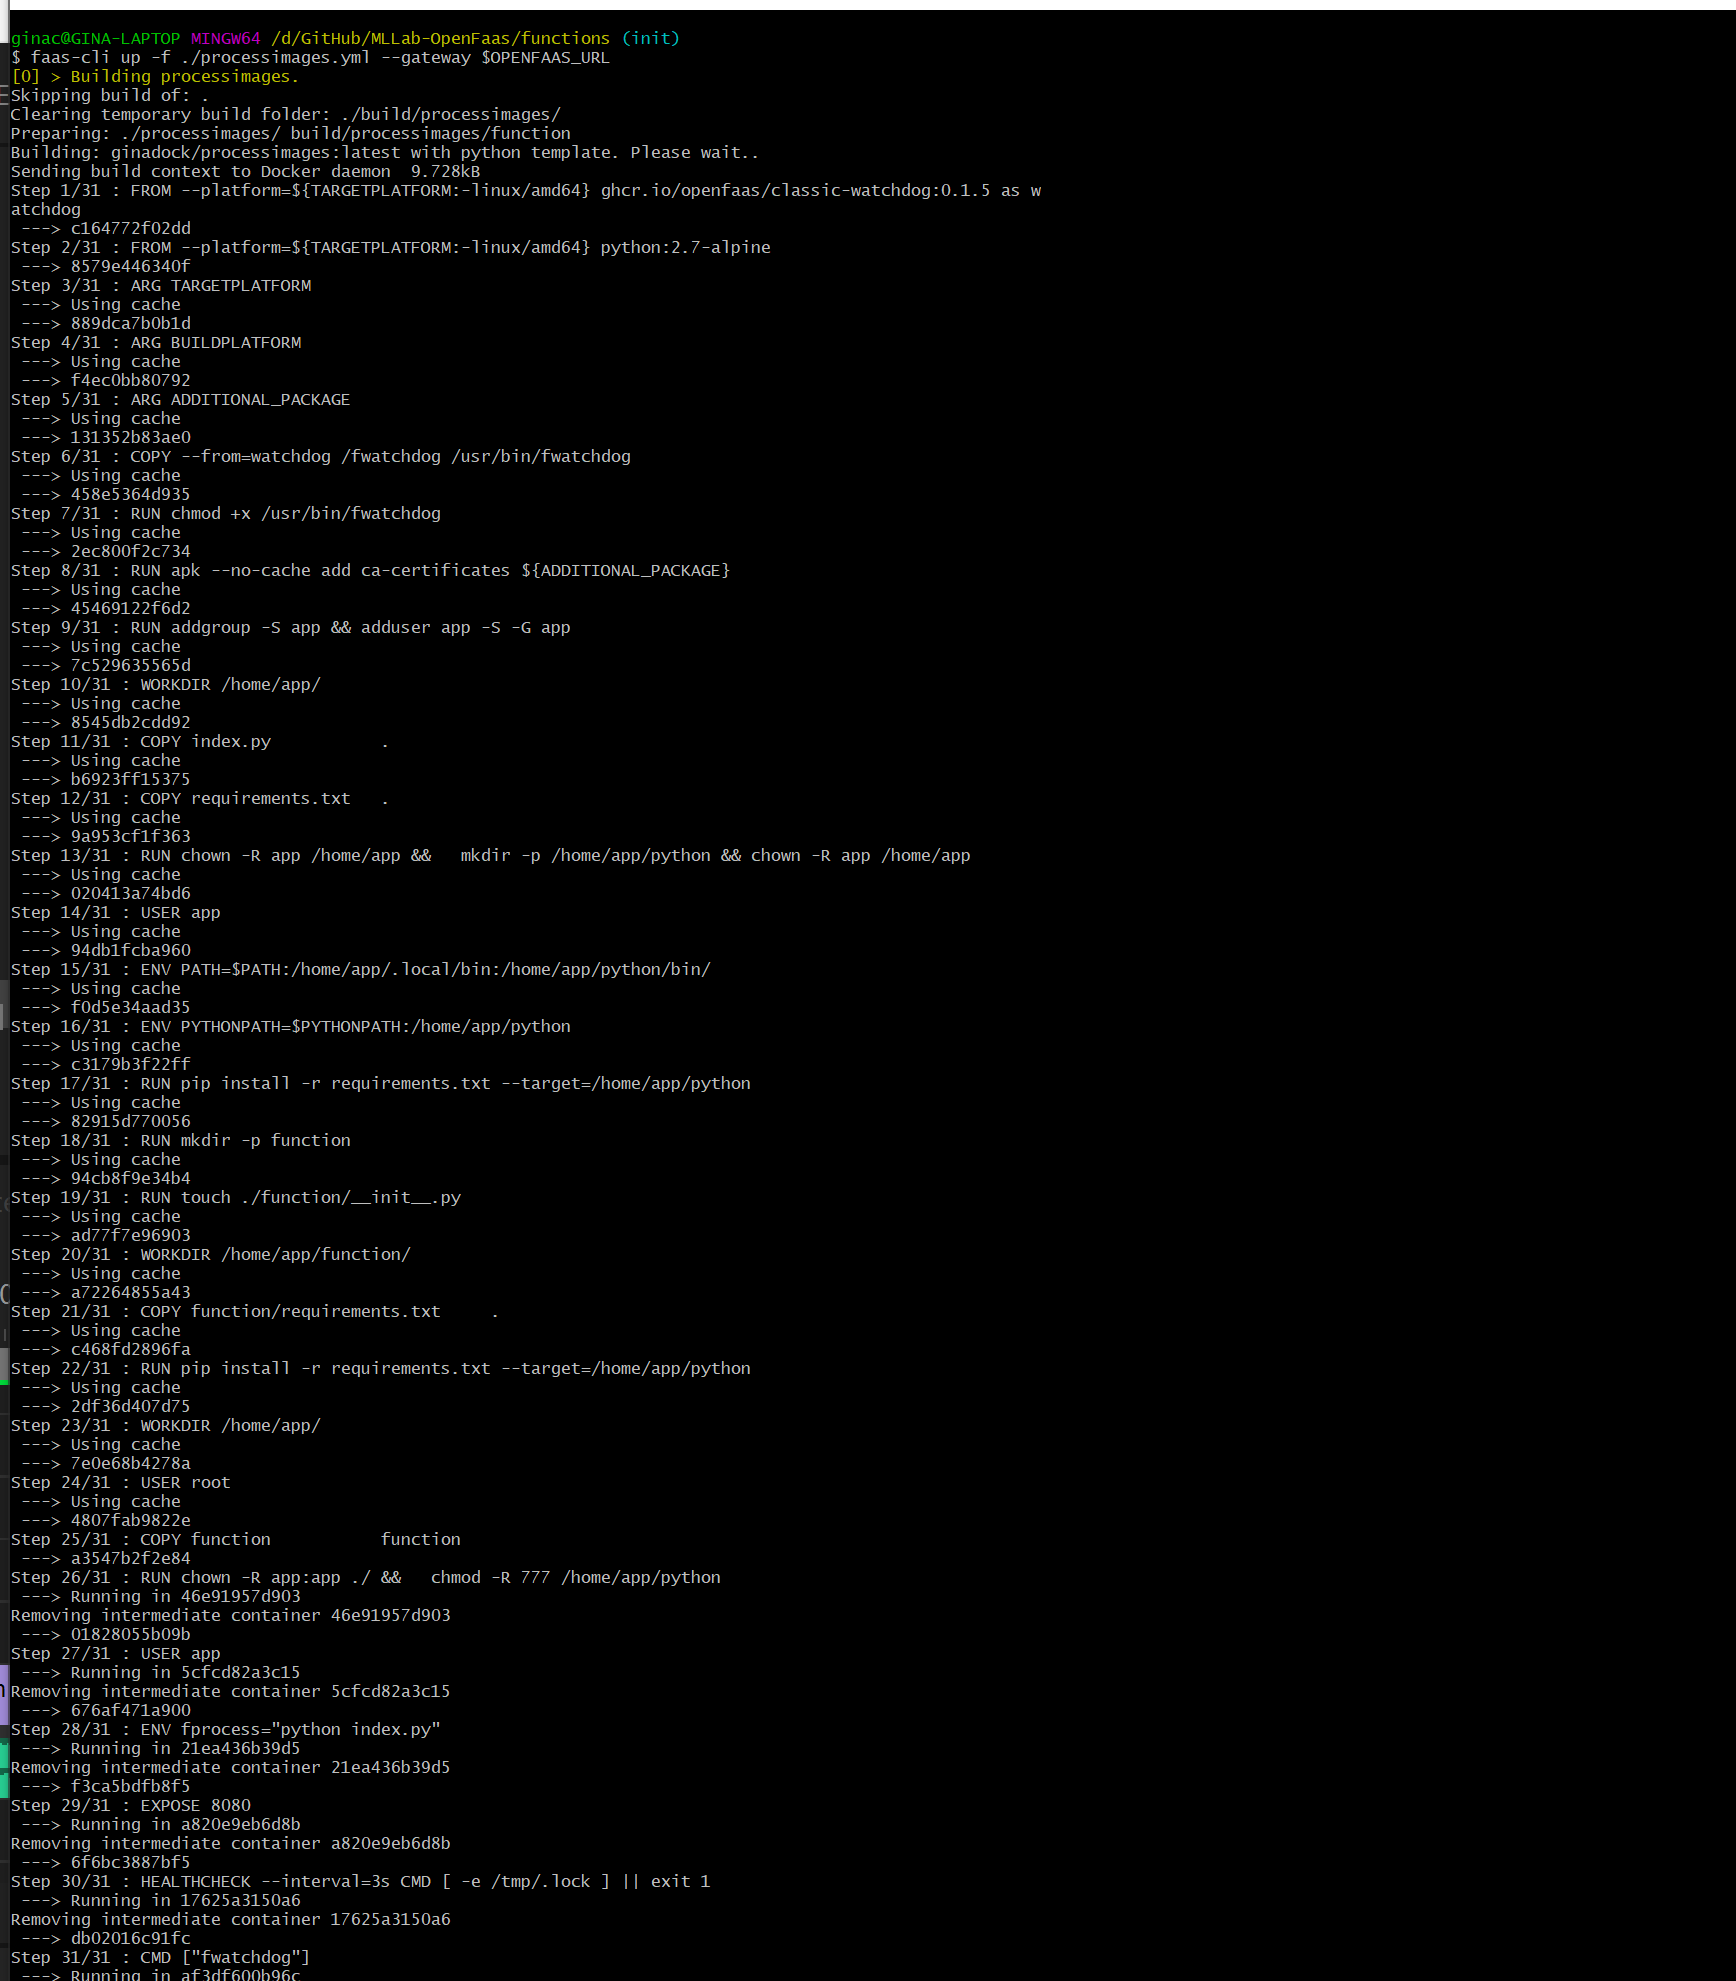 ginac@GINA-LAPTOP MINGW64 /d/GitHub/MLLab-OpenFaas/functions (init)
$ faas-cli up -f ./processimages.yml --gateway $OPENFAAS_URL
[0] > Building processimages.
Skipping build of: .
Clearing temporary build folder: ./build/processimages/
Preparing: ./processimages/ build/processimages/function
Building: ginadock/processimages:latest with python template. Please wait..
Sending build context to Docker daemon  9.728kB
Step 1/31 : FROM --platform=${TARGETPLATFORM:-linux/amd64} ghcr.io/openfaas/classic-watchdog:0.1.5 as w
atchdog
 ---> c164772f02dd
Step 2/31 : FROM --platform=${TARGETPLATFORM:-linux/amd64} python:2.7-alpine
 ---> 8579e446340f
Step 3/31 : ARG TARGETPLATFORM
 ---> Using cache
 ---> 889dca7b0b1d
Step 4/31 : ARG BUILDPLATFORM
 ---> Using cache
 ---> f4ec0bb80792
Step 5/31 : ARG ADDITIONAL_PACKAGE
 ---> Using cache
 ---> 131352b83ae0
Step 6/31 : COPY --from=watchdog /fwatchdog /usr/bin/fwatchdog
 ---> Using cache
 ---> 458e5364d935
Step 7/31 : RUN chmod +x /usr/bin/fwatchdog
 ---> Using cache
 ---> 2ec800f2c734
Step 8/31 : RUN apk --no-cache add ca-certificates ${ADDITIONAL_PACKAGE}
 ---> Using cache
 ---> 45469122f6d2
Step 9/31 : RUN addgroup -S app && adduser app -S -G app
 ---> Using cache
 ---> 7c529635565d
Step 10/31 : WORKDIR /home/app/
 ---> Using cache
 ---> 8545db2cdd92
Step 11/31 : COPY index.py           .
 ---> Using cache
 ---> b6923ff15375
Step 12/31 : COPY requirements.txt   .
 ---> Using cache
 ---> 9a953cf1f363
Step 13/31 : RUN chown -R app /home/app &&   mkdir -p /home/app/python && chown -R app /home/app
 ---> Using cache
 ---> 020413a74bd6
Step 14/31 : USER app
 ---> Using cache
 ---> 94db1fcba960
Step 15/31 : ENV PATH=$PATH:/home/app/.local/bin:/home/app/python/bin/
 ---> Using cache
 ---> f0d5e34aad35
Step 16/31 : ENV PYTHONPATH=$PYTHONPATH:/home/app/python
 ---> Using cache
 ---> c3179b3f22ff
Step 17/31 : RUN pip install -r requirements.txt --target=/home/app/python
 ---> Using cache
 ---> 82915d770056
Step 18/31 : RUN mkdir -p function
 ---> Using cache
 ---> 94cb8f9e34b4
Step 19/31 : RUN touch ./function/__init__.py
 ---> Using cache
 ---> ad77f7e96903
Step 20/31 : WORKDIR /home/app/function/
 ---> Using cache
 ---> a72264855a43
Step 21/31 : COPY function/requirements.txt     .
 ---> Using cache
 ---> c468fd2896fa
Step 22/31 : RUN pip install -r requirements.txt --target=/home/app/python
 ---> Using cache
 ---> 2df36d407d75
Step 23/31 : WORKDIR /home/app/
 ---> Using cache
 ---> 7e0e68b4278a
Step 24/31 : USER root
 ---> Using cache
 ---> 4807fab9822e
Step 25/31 : COPY function           function
 ---> a3547b2f2e84
Step 26/31 : RUN chown -R app:app ./ &&   chmod -R 777 /home/app/python
 ---> Running in 46e91957d903
Removing intermediate container 46e91957d903
 ---> 01828055b09b
Step 27/31 : USER app
 ---> Running in 5cfcd82a3c15
Removing intermediate container 5cfcd82a3c15
 ---> 676af471a900
Step 28/31 : ENV fprocess="python index.py"
 ---> Running in 21ea436b39d5
Removing intermediate container 21ea436b39d5
 ---> f3ca5bdfb8f5
Step 29/31 : EXPOSE 8080
 ---> Running in a820e9eb6d8b
Removing intermediate container a820e9eb6d8b
 ---> 6f6bc3887bf5
Step 30/31 : HEALTHCHECK --interval=3s CMD [ -e /tmp/.lock ] || exit 1
 ---> Running in 17625a3150a6
Removing intermediate container 17625a3150a6
 ---> db02016c91fc
Step 31/31 : CMD ["fwatchdog"]
 ---> Running in af3df600b96c